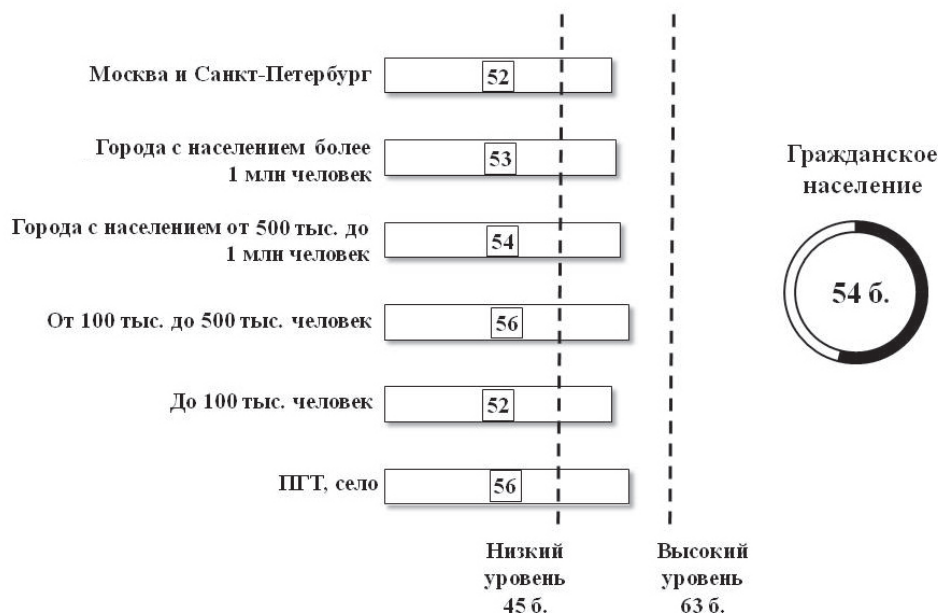 Москва и Санкт-Петербург
52
Города с населением более
1 млн человек
53
Города с населением от 500 тыс. до
1 млн человек
54
От 100 тыс. до 500 тыс. человек
56
До 100 тыс. человек
52
ПГТ, село
56
Низкий
уровень
45 б.
Высокий
уровень
63 б.
Гражданское
население
54 б.